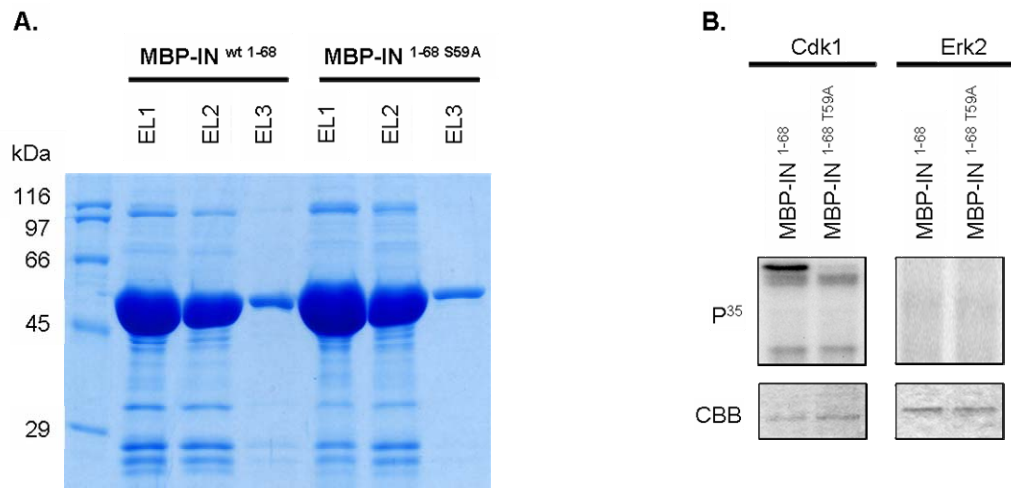 A.
MBP-IN wt 1-68 MBP-IN 1-68 S59A
EL1 EL2 EL3 EL1 EL2 EL3
kDa
116
97
66
45
29
B.
Cdk1 Erk2
MBP-IN 1-68 MBP-IN 1-68 T59A MBP-IN 1-68 MBP-IN 1-68 T59A
P35
CBB